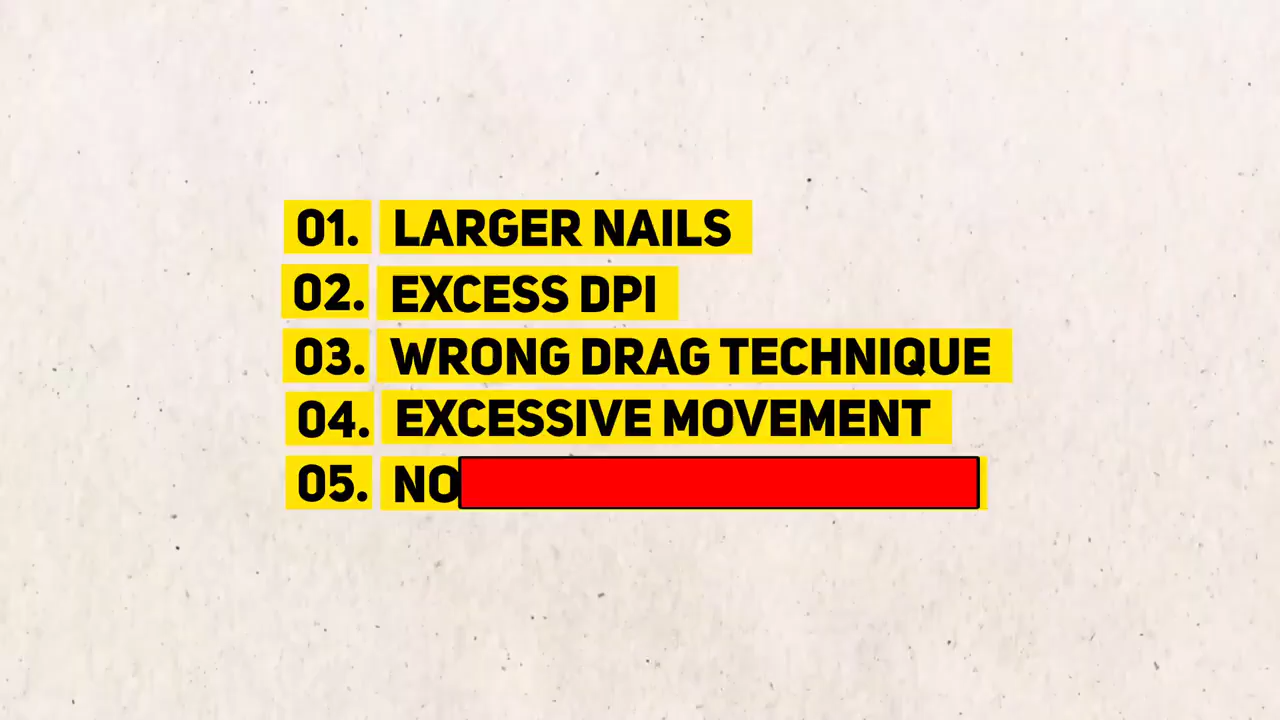 01. LARGER NAILS
02. EXCESS DPI
03. WRONG DRAG TECHNIQUE
04. EXCESSIVE MOVEMENT
05. NO